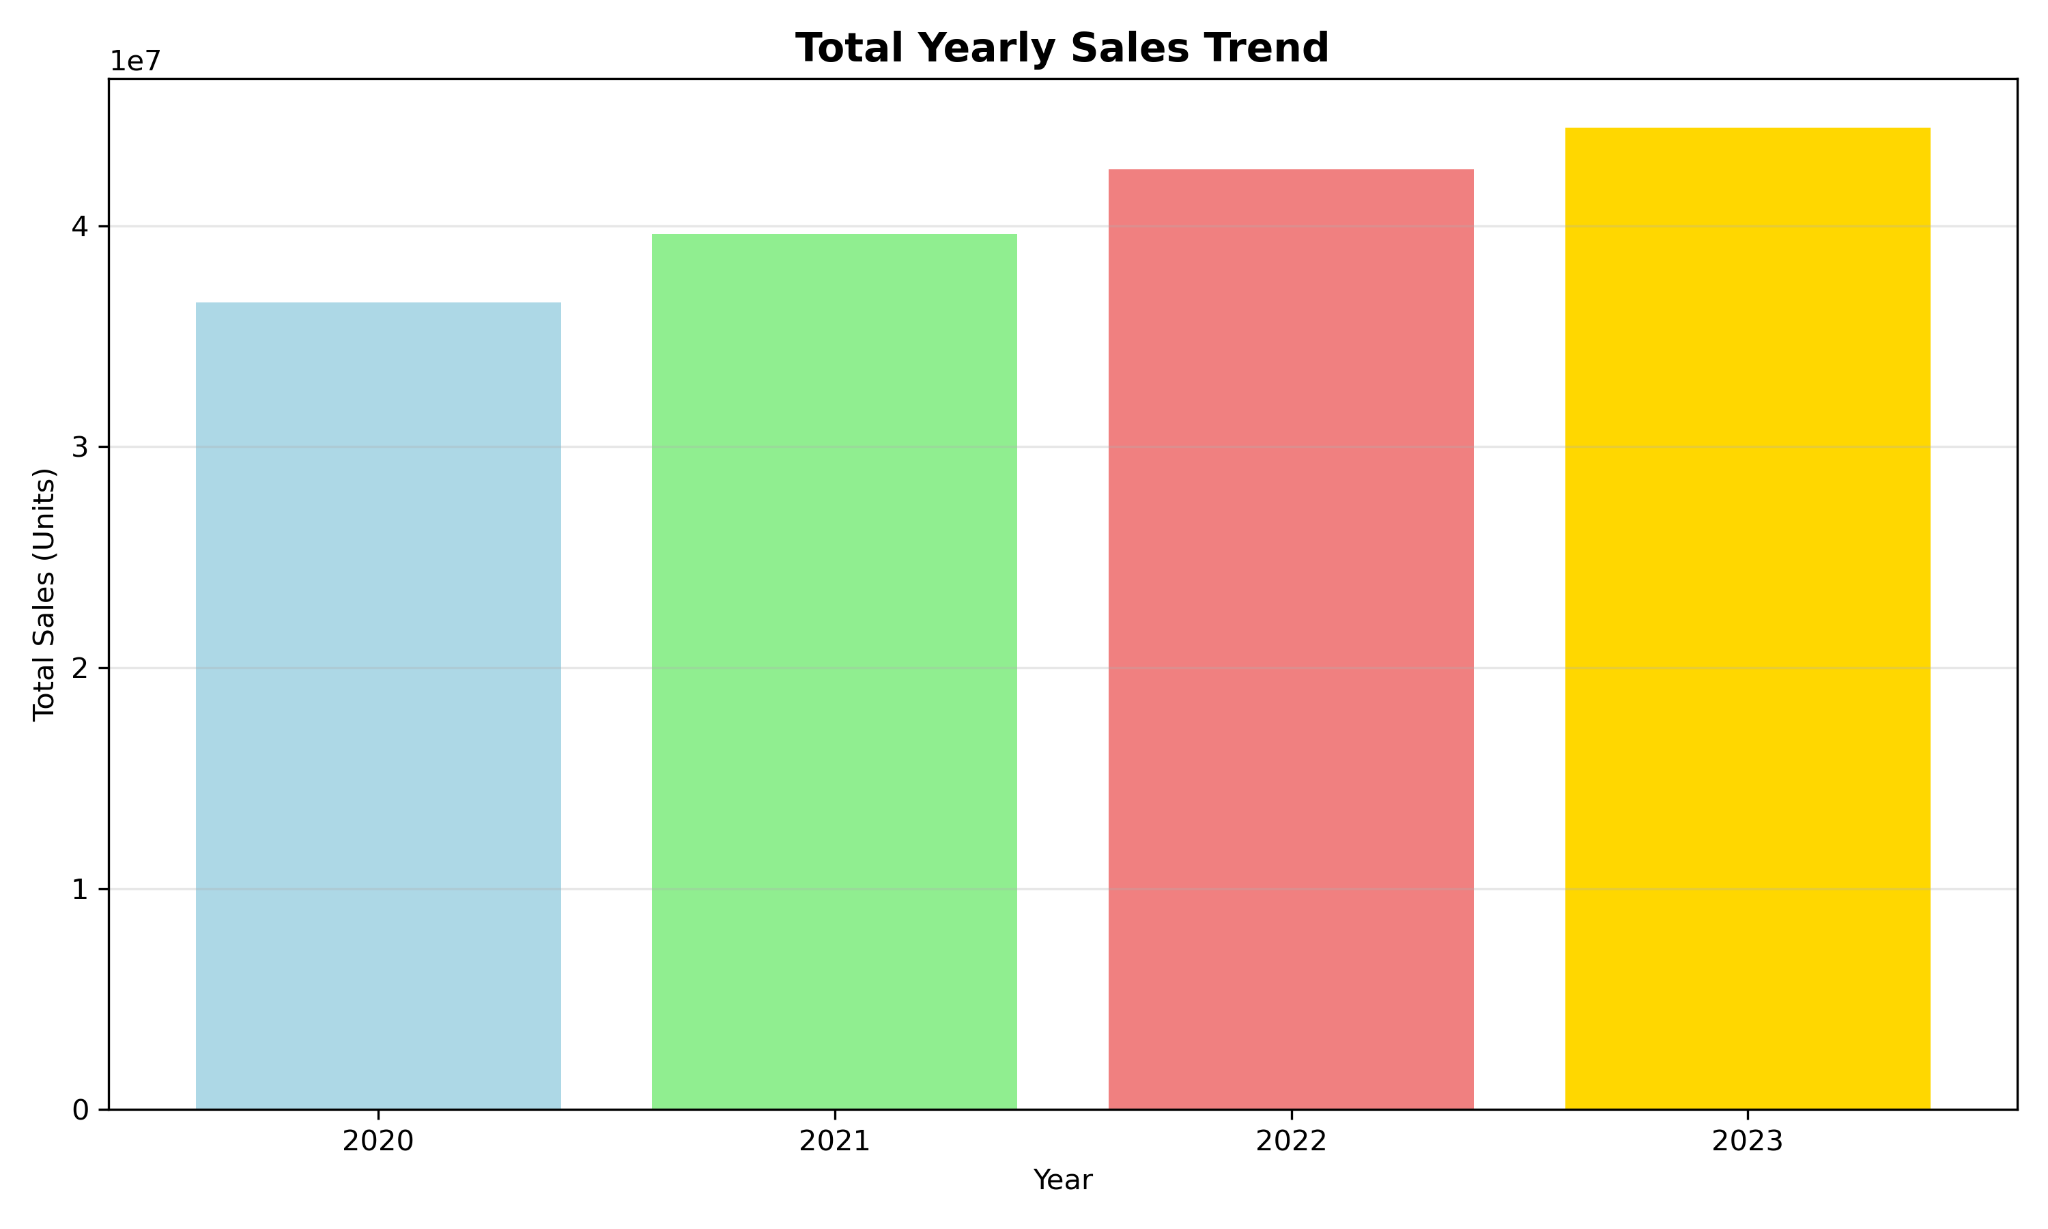 Total Yearly Sales Trend
1e7
4
3
2
1
0
Total Sales (Units)
2020 2021 2022 2023
Year